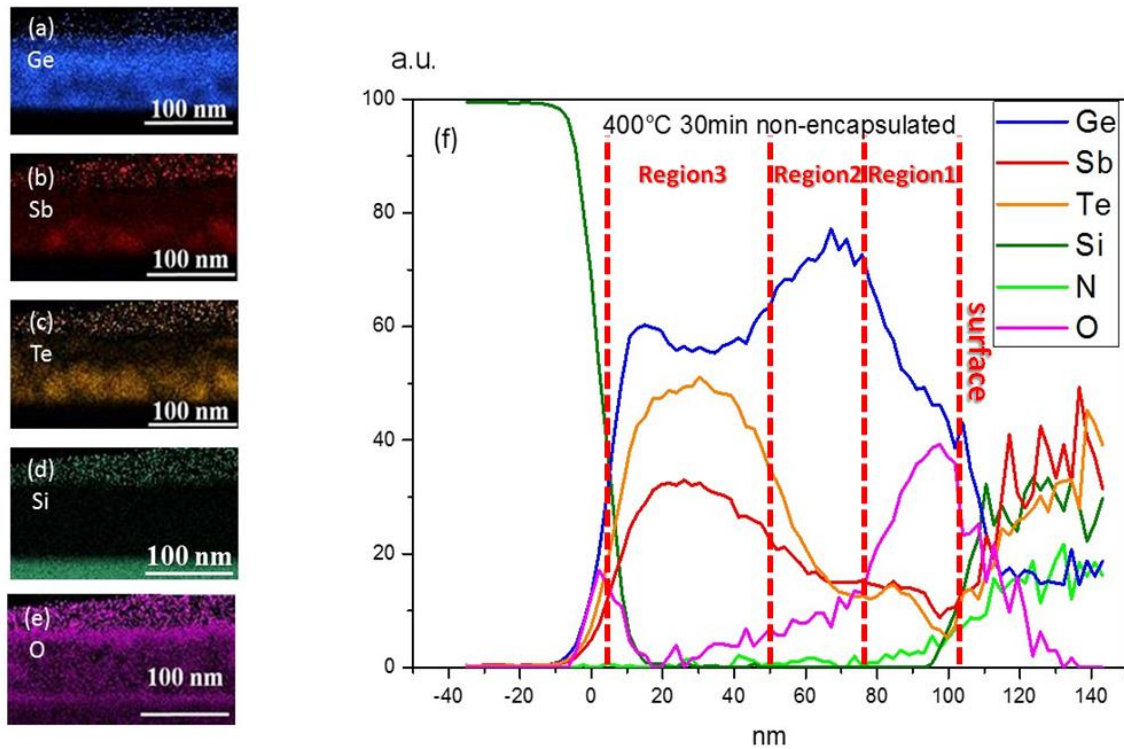 (a)
Ge
100 nm
(b)
Sb
100 nm
(c)
Te
100 nm
(d)
Si
100 nm
(e)
O
100 nm
a.u.
100
80
60
40
20
0
(f)
400°C 30min non-encapsulated
Region3
Region2
Region1
surface
Ge
Sb
Te
Si
N
O
-40
-20
0
20
40
60
80
100
120
140
nm